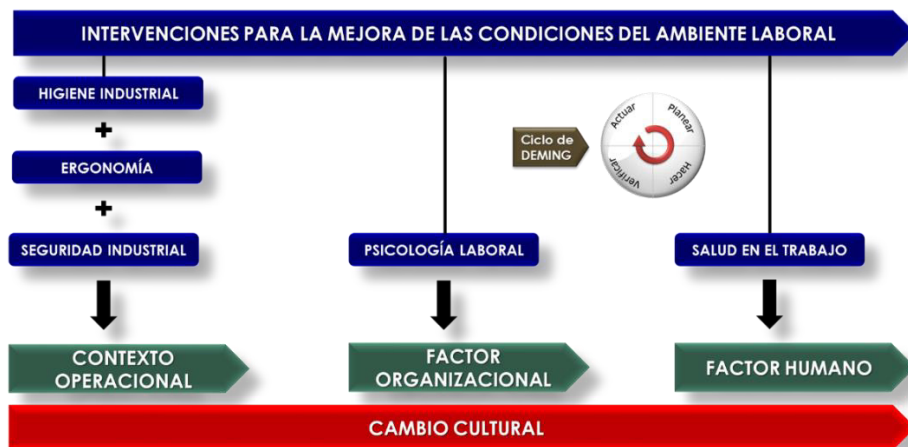 INTERVENCIONES PARA LA MEJORA DE LAS CONDICIONES DEL AMBIENTE LABORAL
HIGIENE INDUSTRIAL
+
ERGONOMÍA
+
SEGURIDAD INDUSTRIAL
Ciclo de
DEMING
Actuar
Planear
Verificar
Hacer
PSICOLOGÍA LABORAL
SALUD EN EL TRABAJO
CONTEXTO
OPERACIONAL
FACTOR
ORGANIZACIONAL
FACTOR HUMANO
CAMBIO CULTURAL